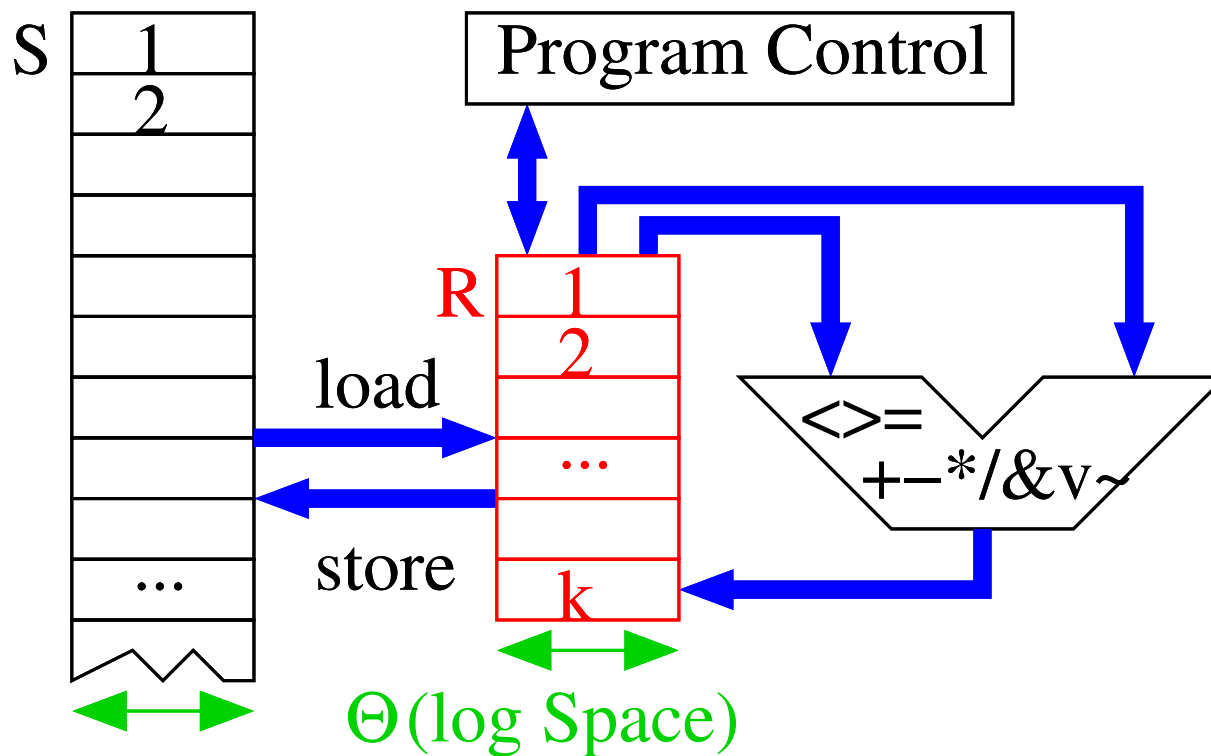 S
1
2
...
Program Control
R
1
2
...
k
load
store
<>=
+−*/&v~
Θ(log Space)